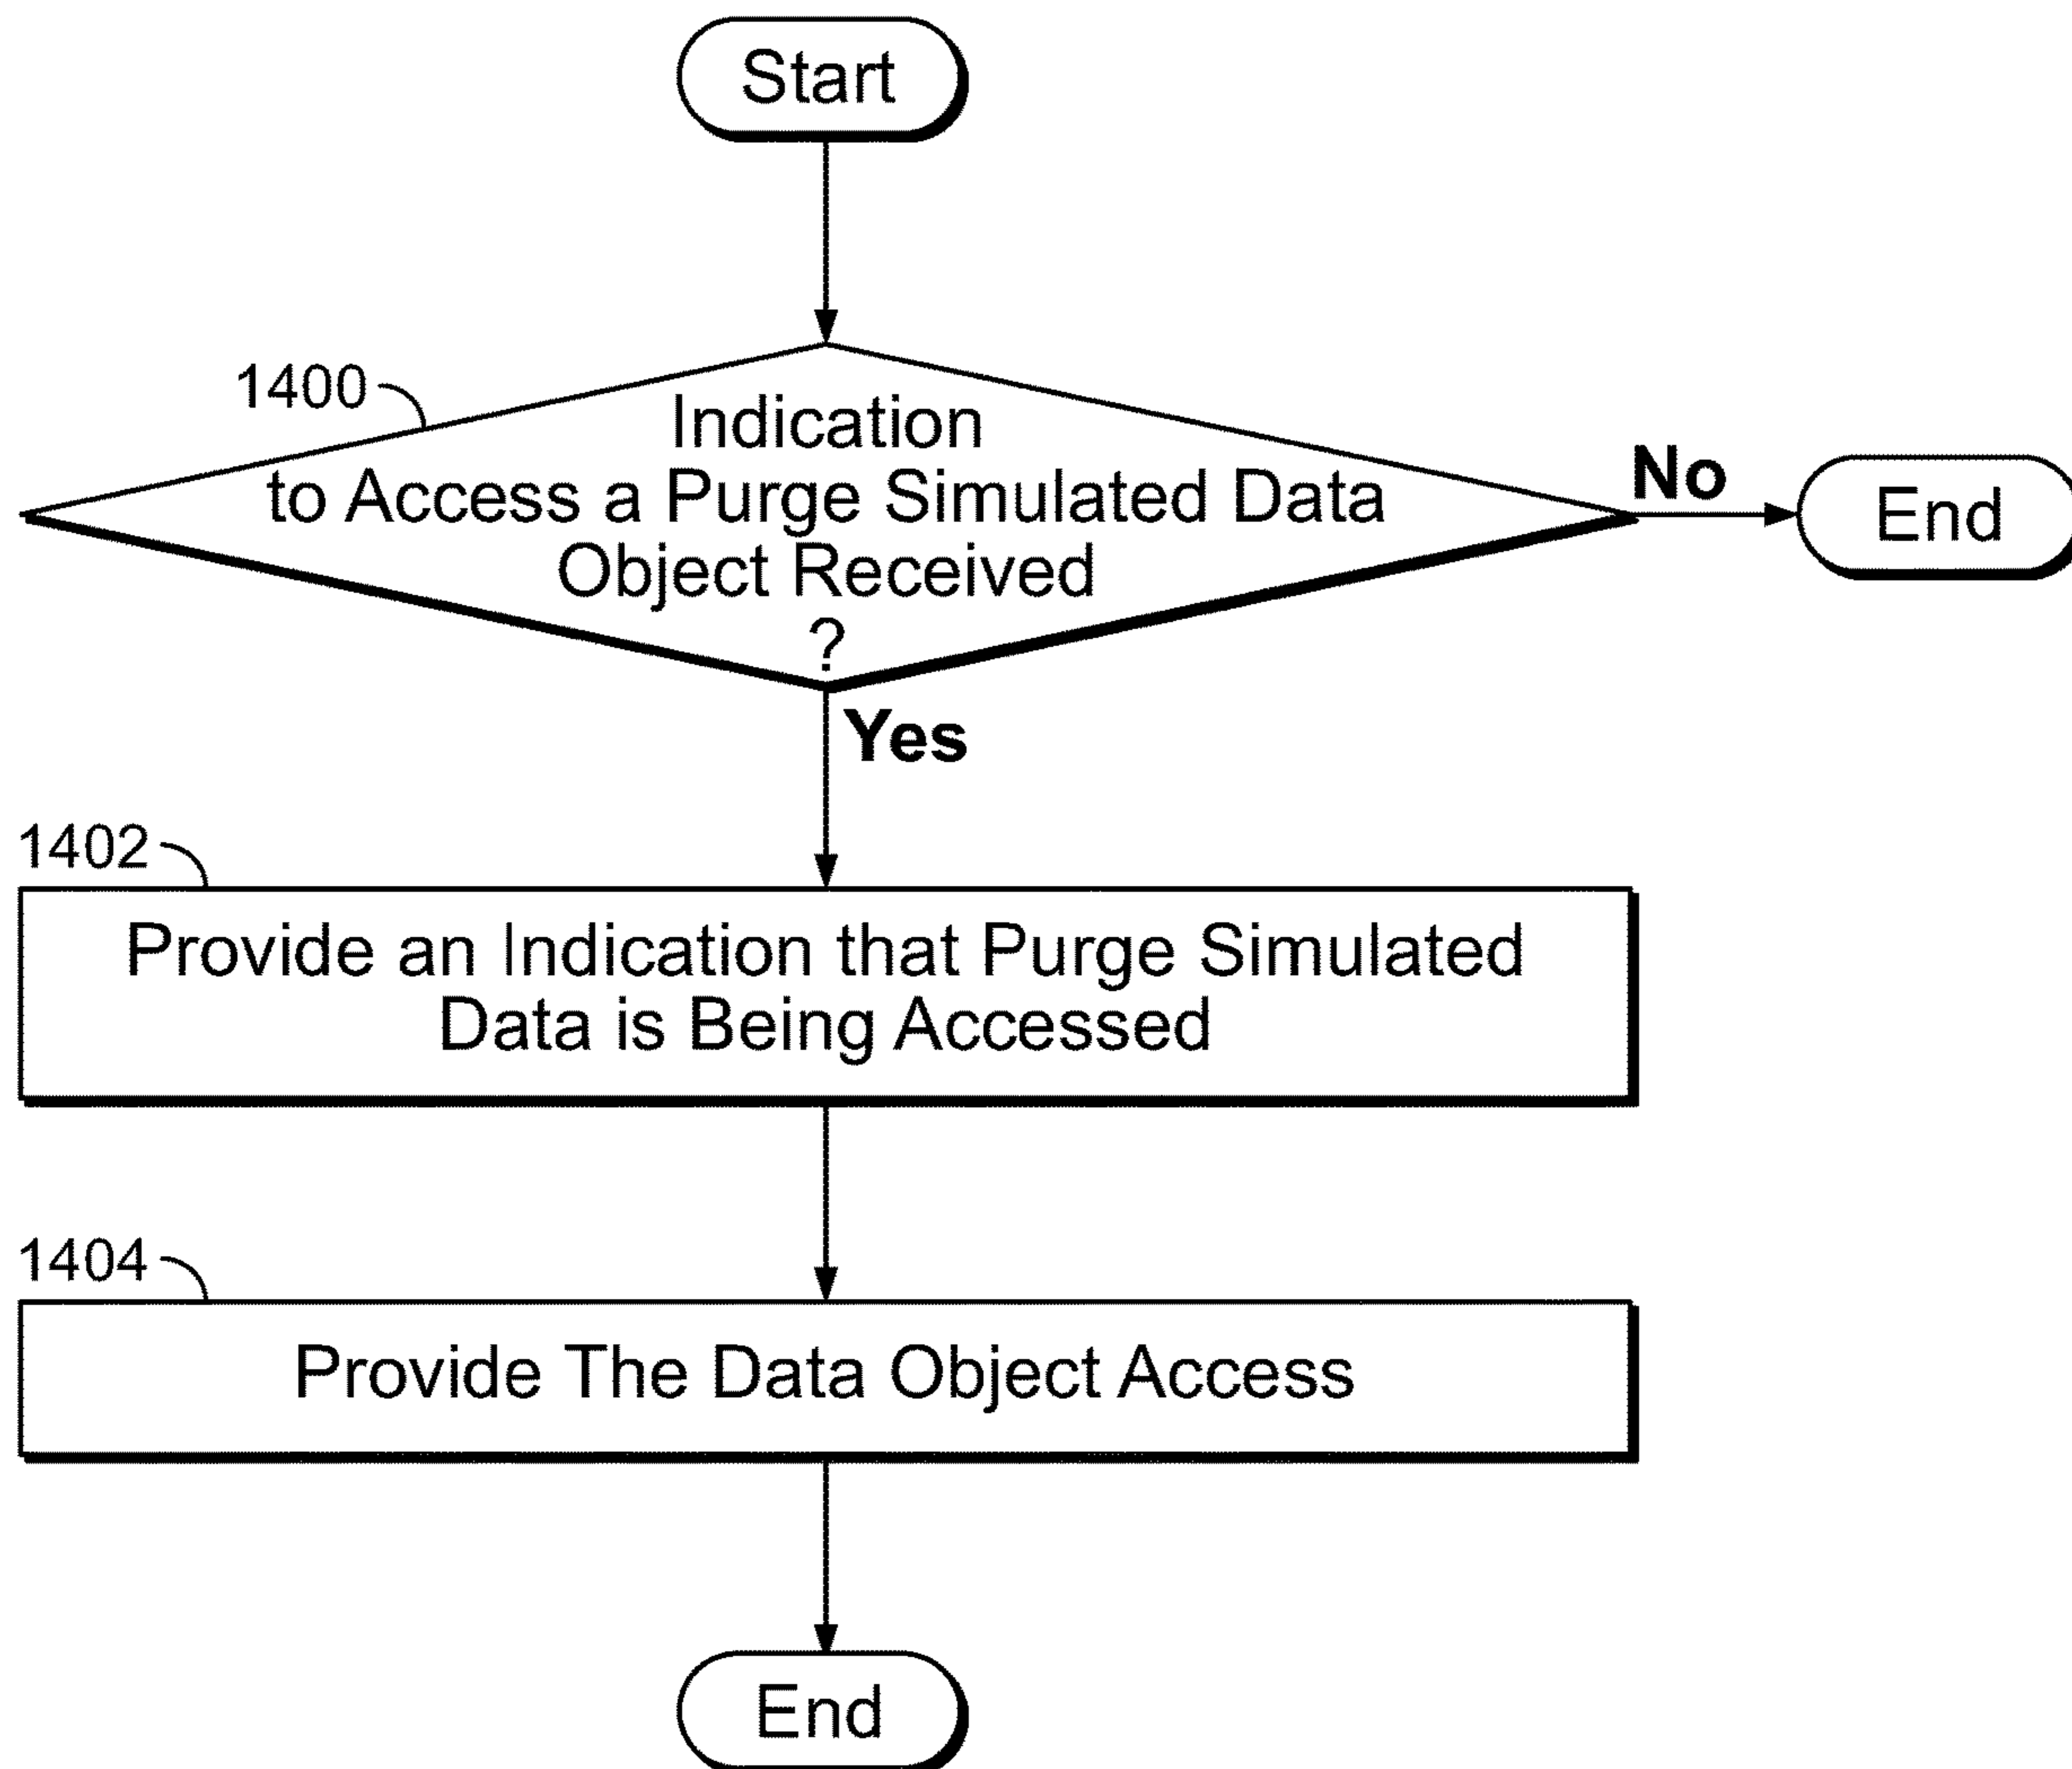 Start
1400
Indication
to Access a Purge Simulated Data
Object Received
?
No
End
Yes
1402
Provide an Indication that Purge Simulated
Data is Being Accessed
1404
Provide The Data Object Access
End